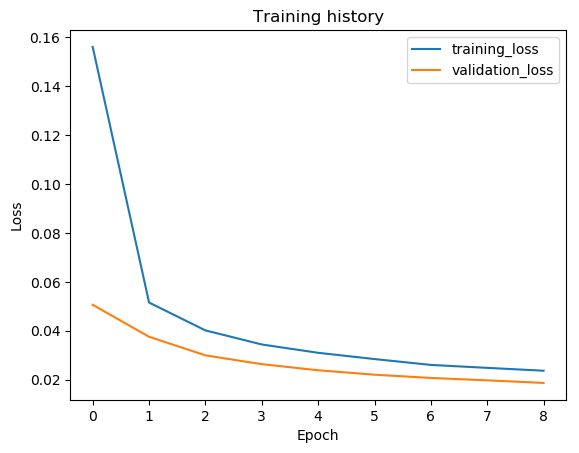 Training history
training_loss
validation_loss
0.16
0.14
0.12
0.10
0.08
0.06
0.04
0.02
Loss
0 1 2 3 4 5 6 7 8
Epoch